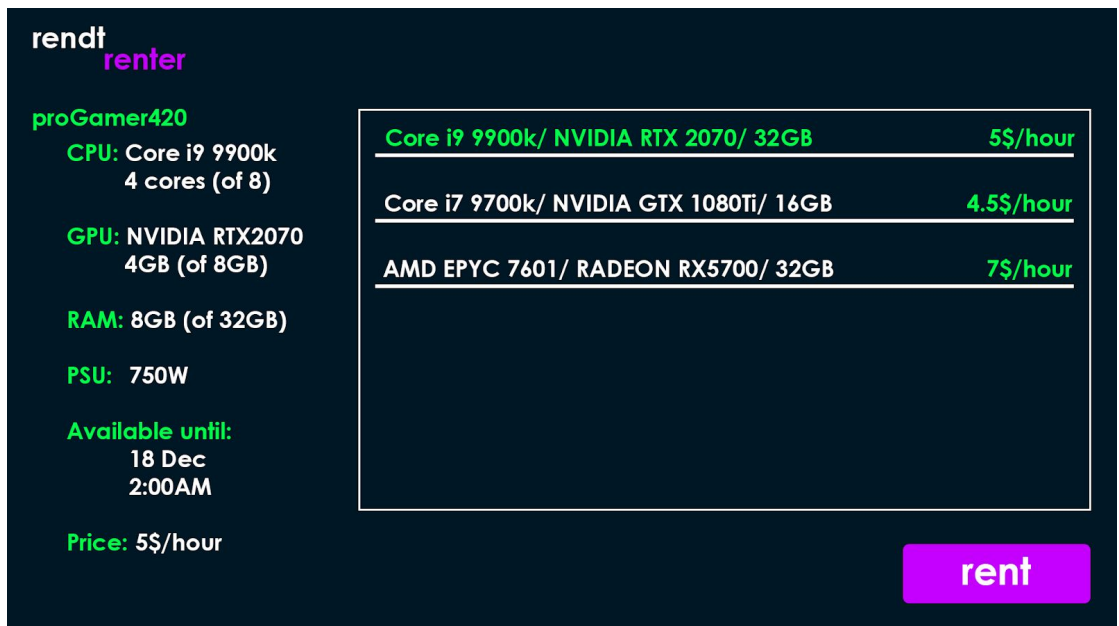 rendt
renter
proGamer420
CPU: Core i9 9900k
4 cores (of 8)
GPU: NVIDIA RTX2070
4GB (of 8GB)
RAM: 8GB (of 32GB)
PSU: 750W
Available until:
18 Dec
2:00AM
Price: 5$/hour
Core i9 9900k/ NVIDIA RTX 2070/ 32GB 5$/hour
Core i7 9700k/ NVIDIA GTX 1080Ti/ 16GB 4.5$/hour
AMD EPYC 7601/ RADEON RX5700/ 32GB 7$/hour
rent